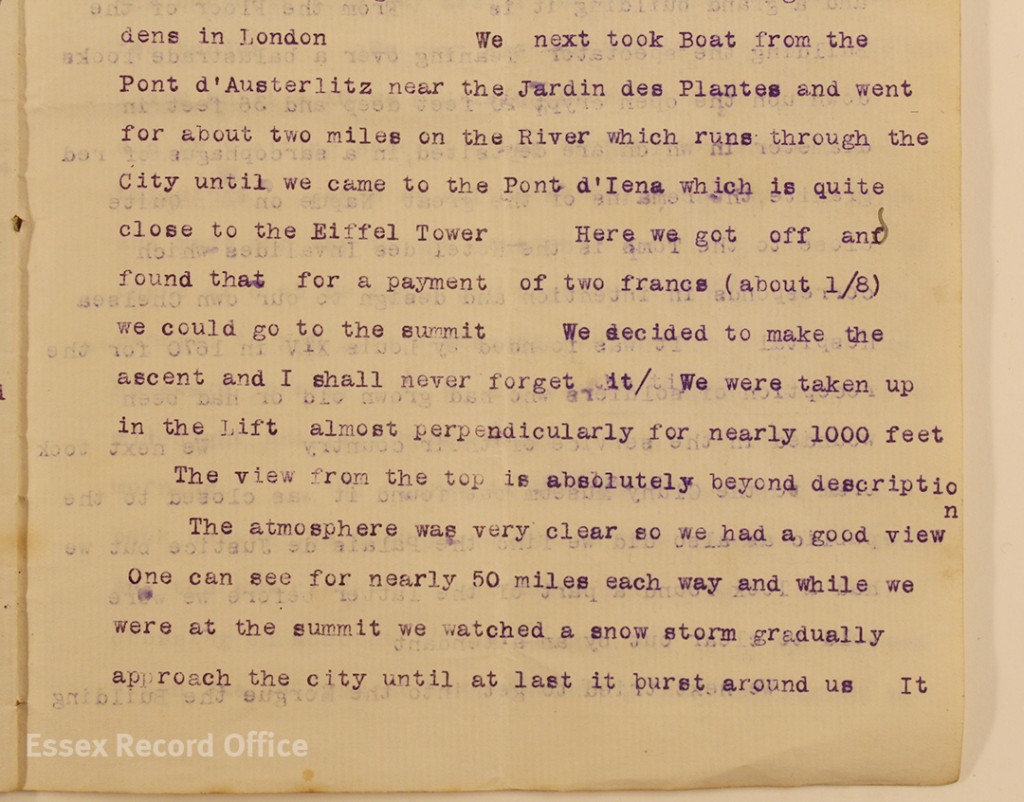 dens in London We next took Boat from the
Pont d'Austerlitz near the Jardin des Plantes and went
for about two miles on the River which runs through the
City until we came to the Pont d'Iena which is quite
close to the Eiffel Tower Here we got off and
found that for a payment of two francs (about 1/8)
we could go to the summit We decided to make the
ascent and I shall never forget it/ We were taken up
in the Lift almost perpendicularly for nearly 1000 feet
The view from the top is absolutely beyond descriptio
n
The atmosphere was very clear so we had a good view
One can see for nearly 50 miles each way and while we
were at the summit we watched a snow storm gradually
approach the city until at last it burst around us It
Essex Record Office